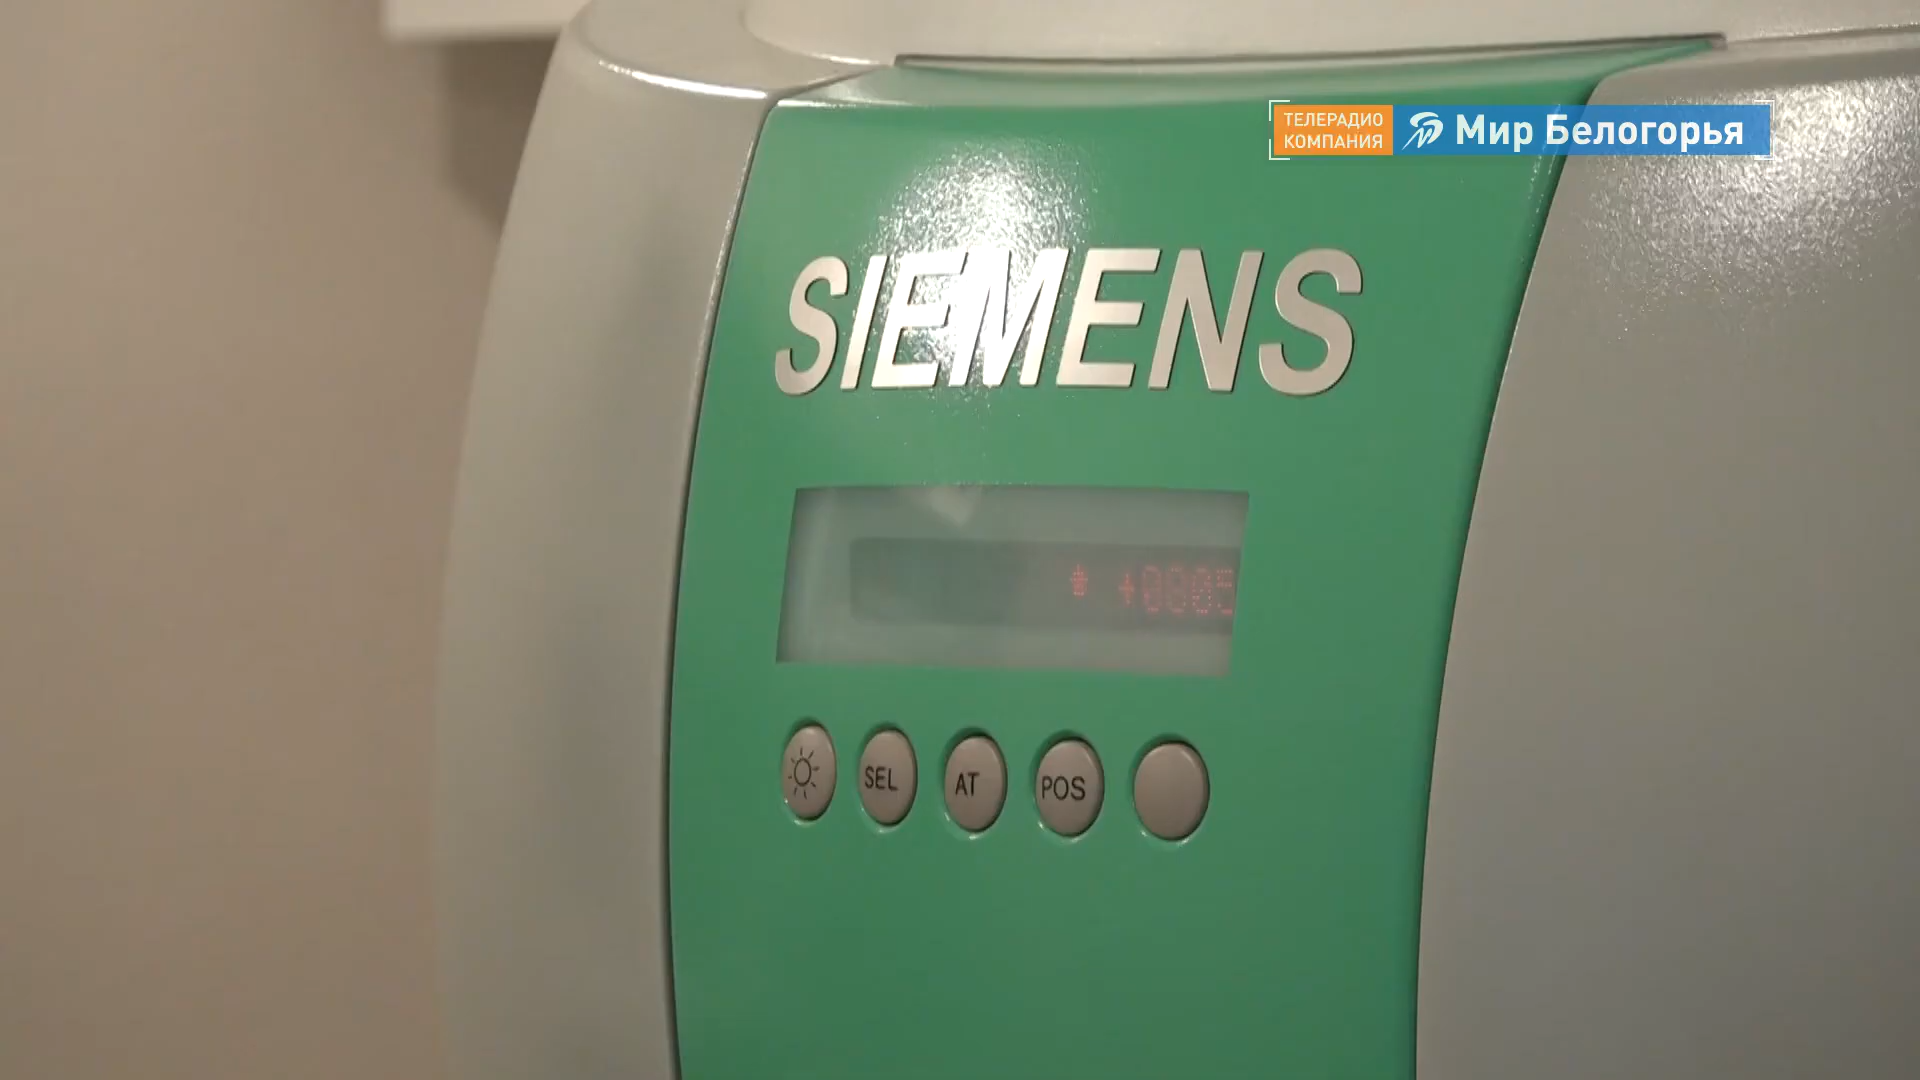 ТЕЛЕРАДИО
КОМПАНИЯ
Мир Белогорья
SIEMENS
SEL
AT
POS